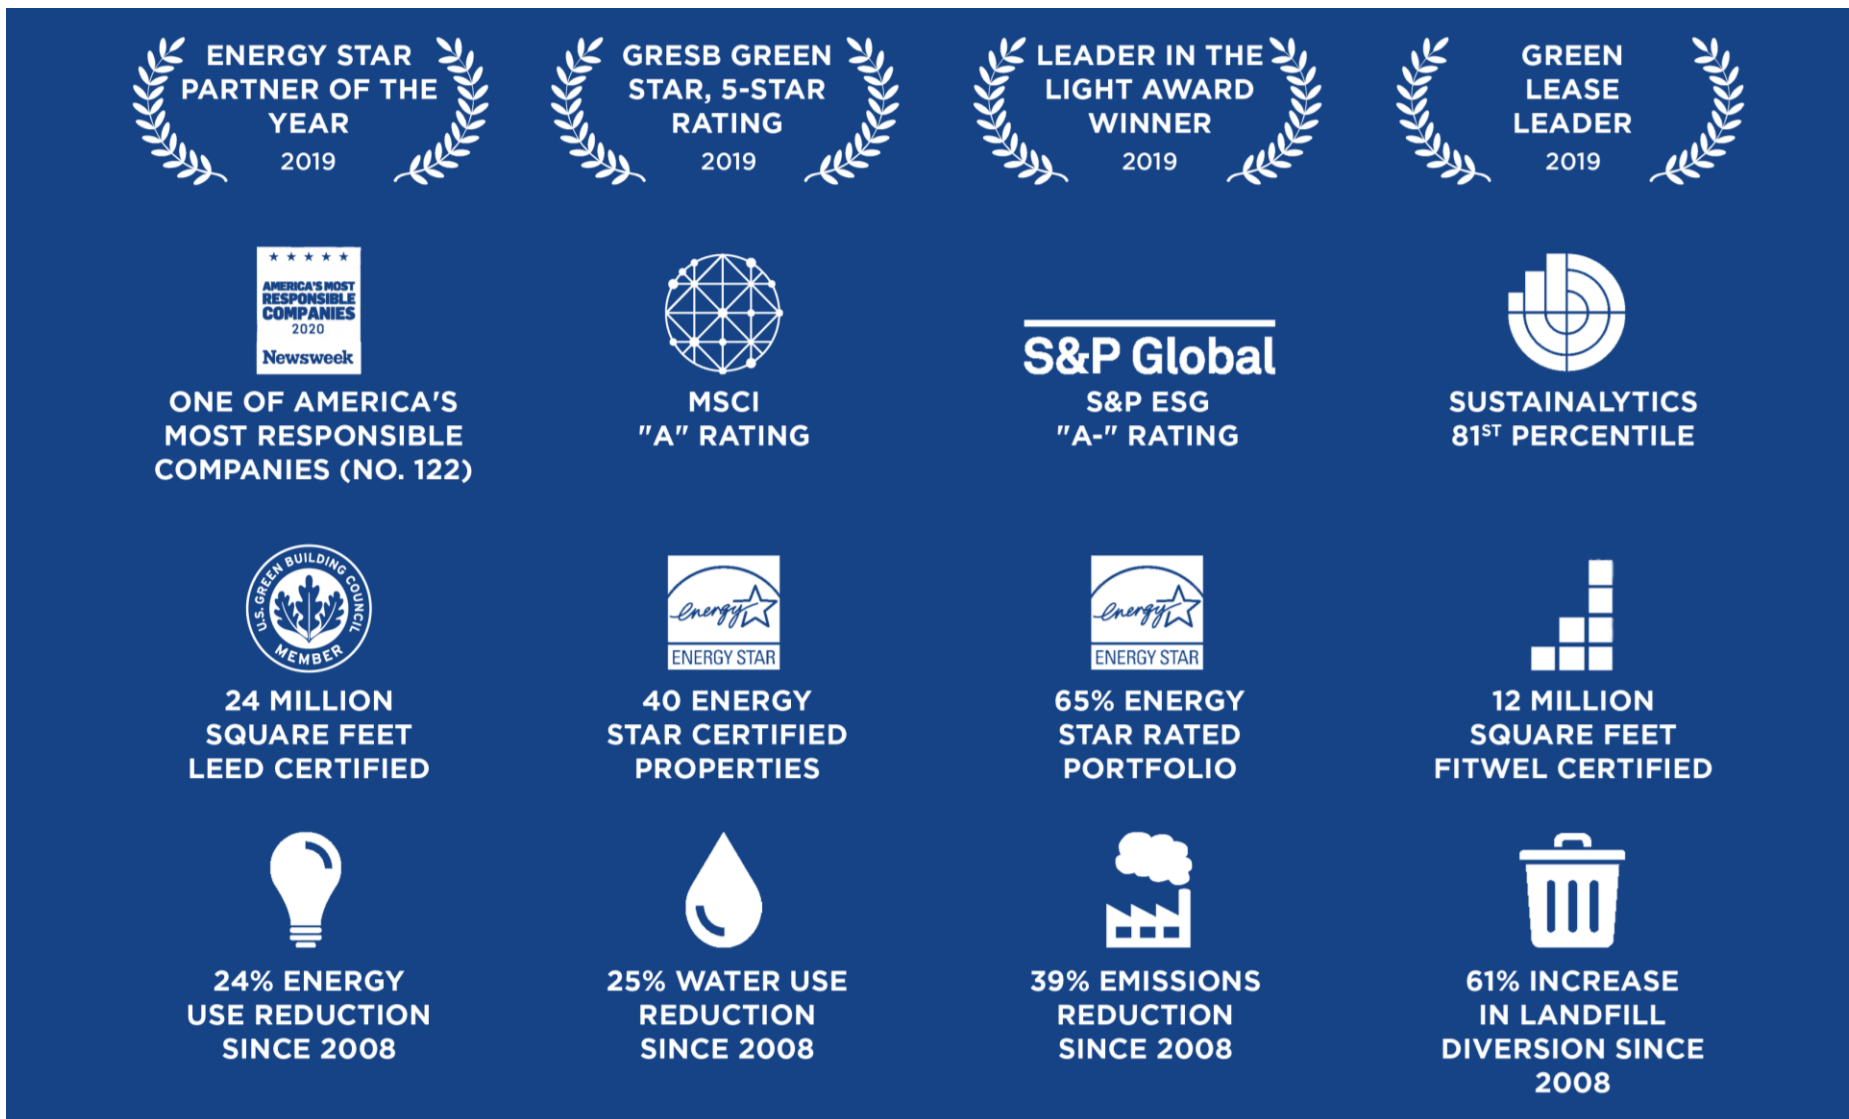 ENERGY STAR
PARTNER OF THE
YEAR
2019
GRESB GREEN
STAR, 5-STAR
RATING
2019
LEADER IN THE
LIGHT AWARD
WINNER
2019
GREEN
LEASE
LEADER
2019
AMERICA'S MOST
RESPONSIBLE
COMPANIES
2020
Newsweek
ONE OF AMERICA'S
MOST RESPONSIBLE
COMPANIES (NO. 122)
MSCI
"A" RATING
S&P Global
S&P ESG
"A-" RATING
SUSTAINALYTICS
81ST PERCENTILE
U.S. GREEN BUILDING COUNCIL
MEMBER
24 MILLION
SQUARE FEET
LEED CERTIFIED
energy
ENERGY STAR
40 ENERGY
STAR CERTIFIED
PROPERTIES
energy
ENERGY STAR
65% ENERGY
STAR RATED
PORTFOLIO
12 MILLION
SQUARE FEET
FITWEL CERTIFIED
24% ENERGY
USE REDUCTION
SINCE 2008
25% WATER USE
REDUCTION
SINCE 2008
39% EMISSIONS
REDUCTION
SINCE 2008
61% INCREASE
IN LANDFILL
DIVERSION SINCE
2008